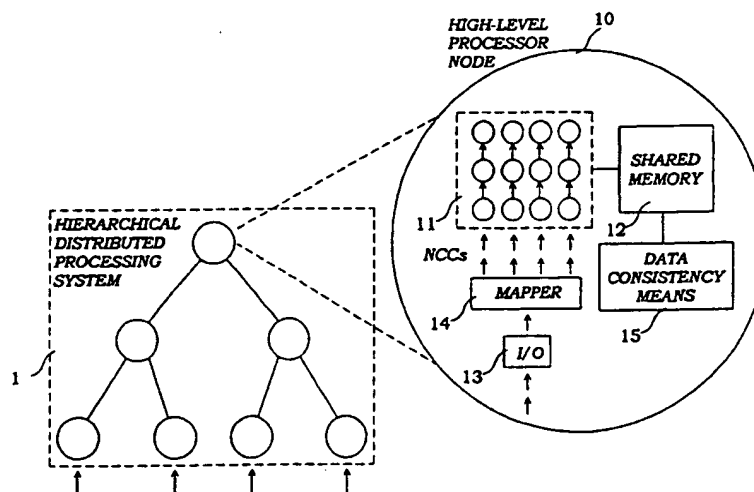 HIGH-LEVEL
PROCESSOR
NODE
10
SHARED
MEMORY
11
12
NCCs
DATA
CONSISTENCY
MEANS
14
MAPPER
15
13
I/O
HIERARCHICAL
DISTRIBUTED
PROCESSING
SYSTEM
1